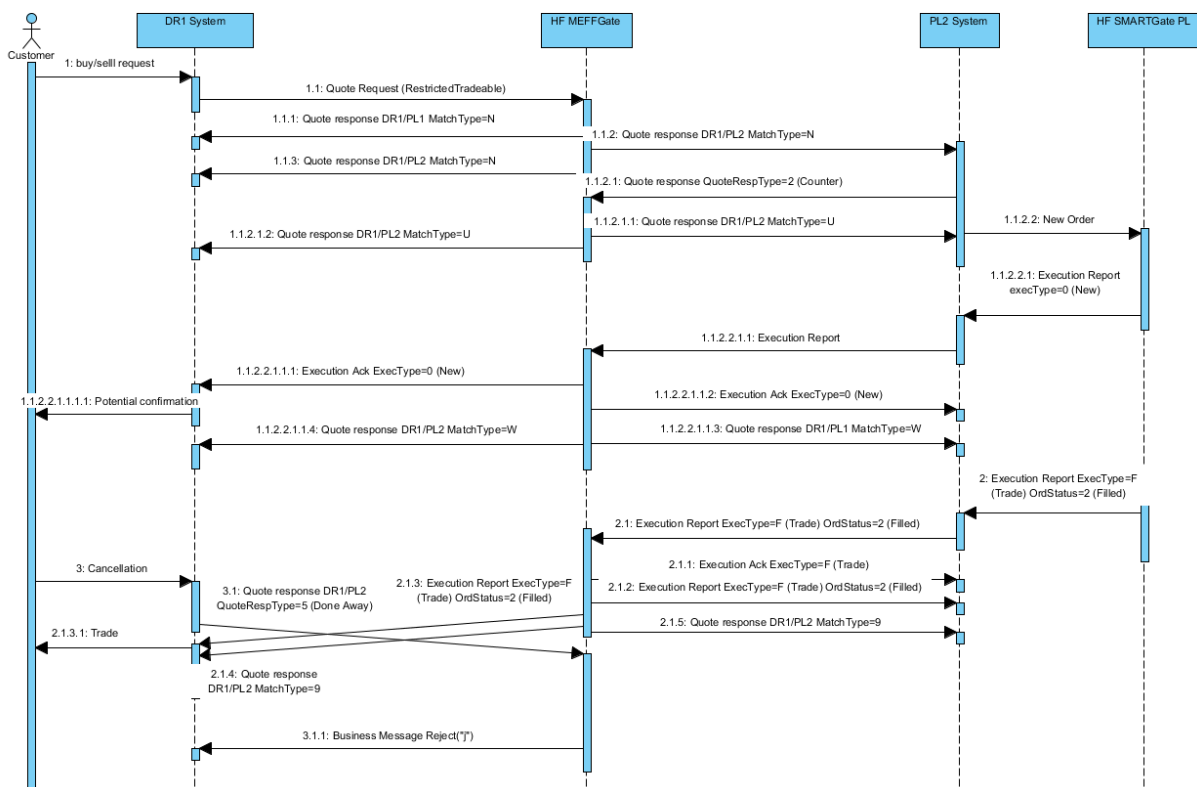 DR1 System
HF MEFFGate
PL2 System
HF SMARTGate PL
Customer
1: buy/selll request
1.1: Quote Request (RestrictedTradeable)
1.1.1: Quote response DR1/PL1 MatchType=N
1.1.2: Quote response DR1/PL2 MatchType=N
1.1.3: Quote response DR1/PL2 MatchType=N
1.1.2.1: Quote response QuoteRespType=2 (Counter)
1.1.2.1.1: Quote response DR1/PL2 MatchType=U
1.1.2.2: New Order
1.1.2.1.2: Quote response DR1/PL2 MatchType=U
1.1.2.2.1: Execution Report
execType=0 (New)
1.1.2.2.1.1: Execution Report
1.1.2.2.1.1.1: Execution Ack ExecType=0 (New)
1.1.2.2.1.1.2: Execution Ack ExecType=0 (New)
1.1.2.2.1.1.1.1: Potential confirmation
1.1.2.2.1.1.4: Quote response DR1/PL2 MatchType=W
1.1.2.2.1.1.3: Quote response DR1/PL1 MatchType=W
2: Execution Report ExecType=F
(Trade) OrdStatus=2 (Filled)
2.1: Execution Report ExecType=F (Trade) OrdStatus=2 (Filled)
3: Cancellation
2.1.1: Execution Ack ExecType=F (Trade)
3.1: Quote response DR1/PL2
QuoteRespType=5 (Done Away)
2.1.3: Execution Report ExecType=F
(Trade) OrdStatus=2 (Filled)
2.1.2: Execution Report ExecType=F (Trade) OrdStatus=2 (Filled)
2.1.5: Quote response DR1/PL2 MatchType=9
2.1.3.1: Trade
2.1.4: Quote response
DR1/PL2 MatchType=9
3.1.1: Business Message Reject("j")